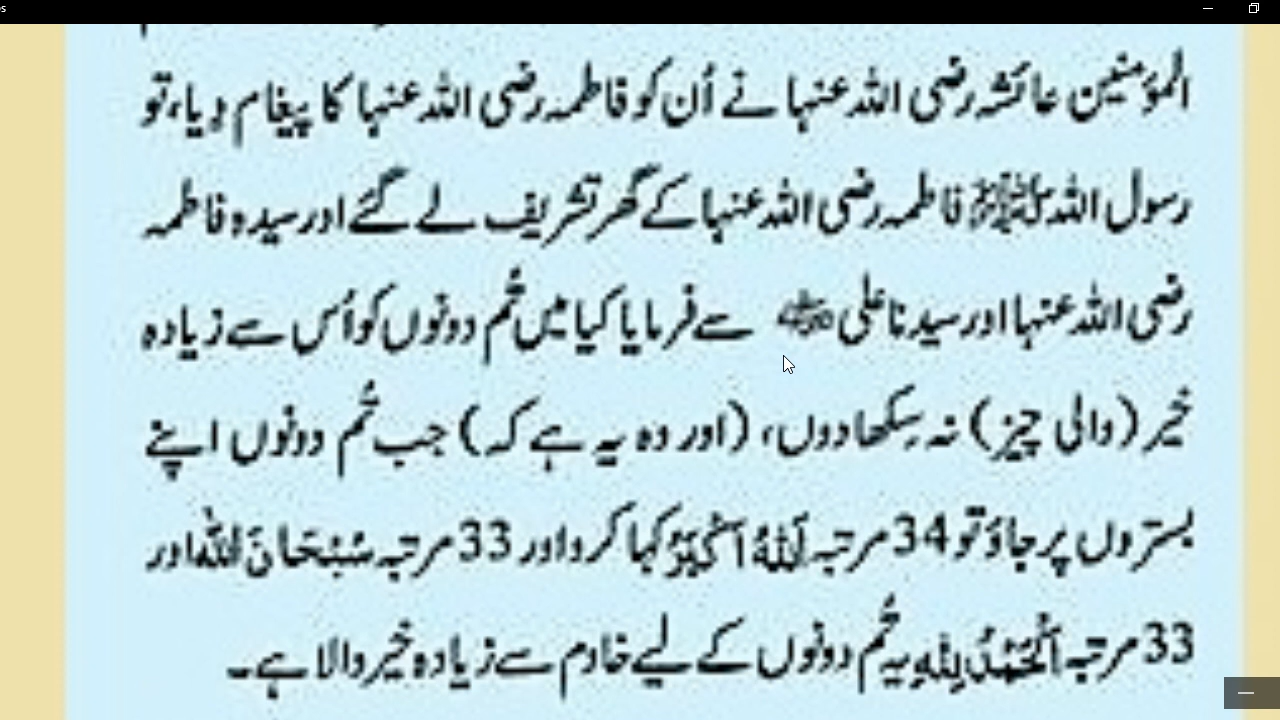 المؤمنین عائشہ رضی اللہ عنہا نے اُن کو فاطمہ رضی اللہ عنہا کا پیغام دِیا، تو
رسول اللہ ﷺ فاطمہ رضی اللہ عنہا کے گھر تشریف لے گئے اور سیدہ فاطمہ
رضی اللہ عنہا اور سیدنا علی رضی اللہ عنہ سے فرمایا کیا میں تُم دونوں کو اُس سے زیادہ
خیر (والی چیز) نہ سِکھا دوں، (اور وہ یہ ہے کہ) جب تُم دونوں اپنے
بستروں پر جاؤ تو 34 مرتبہ اَللّٰهُ اَکْبَرُ کہا کرو اور 33 مرتبہ سُبْحَانَ اللّٰه اور
33 مرتبہ اَلْحَمْدُ لِلّٰهِ یہ تُم دونوں کے لیے خادم سے زیادہ خیر والا ہے۔